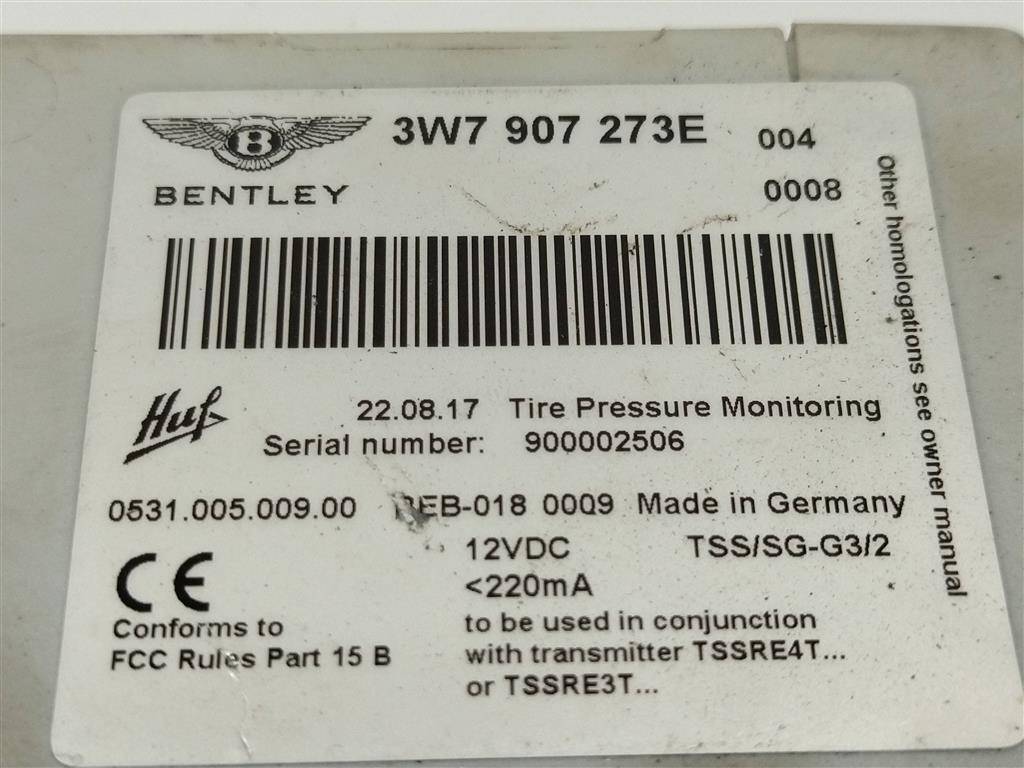 B
3W7 907 273E 004
BENTLEY
0008
Huf
22.08.17 Tire Pressure Monitoring
Serial number: 900002506
0531.005.009.00 0009 Made in Germany
12VDC TSS/SG-G3/2
CE
<220mA
Conforms to
FCC Rules Part 15 B
to be used in conjunction
with transmitter TSSRE4T...
or TSSRE3T...
Other homologations see owner manual